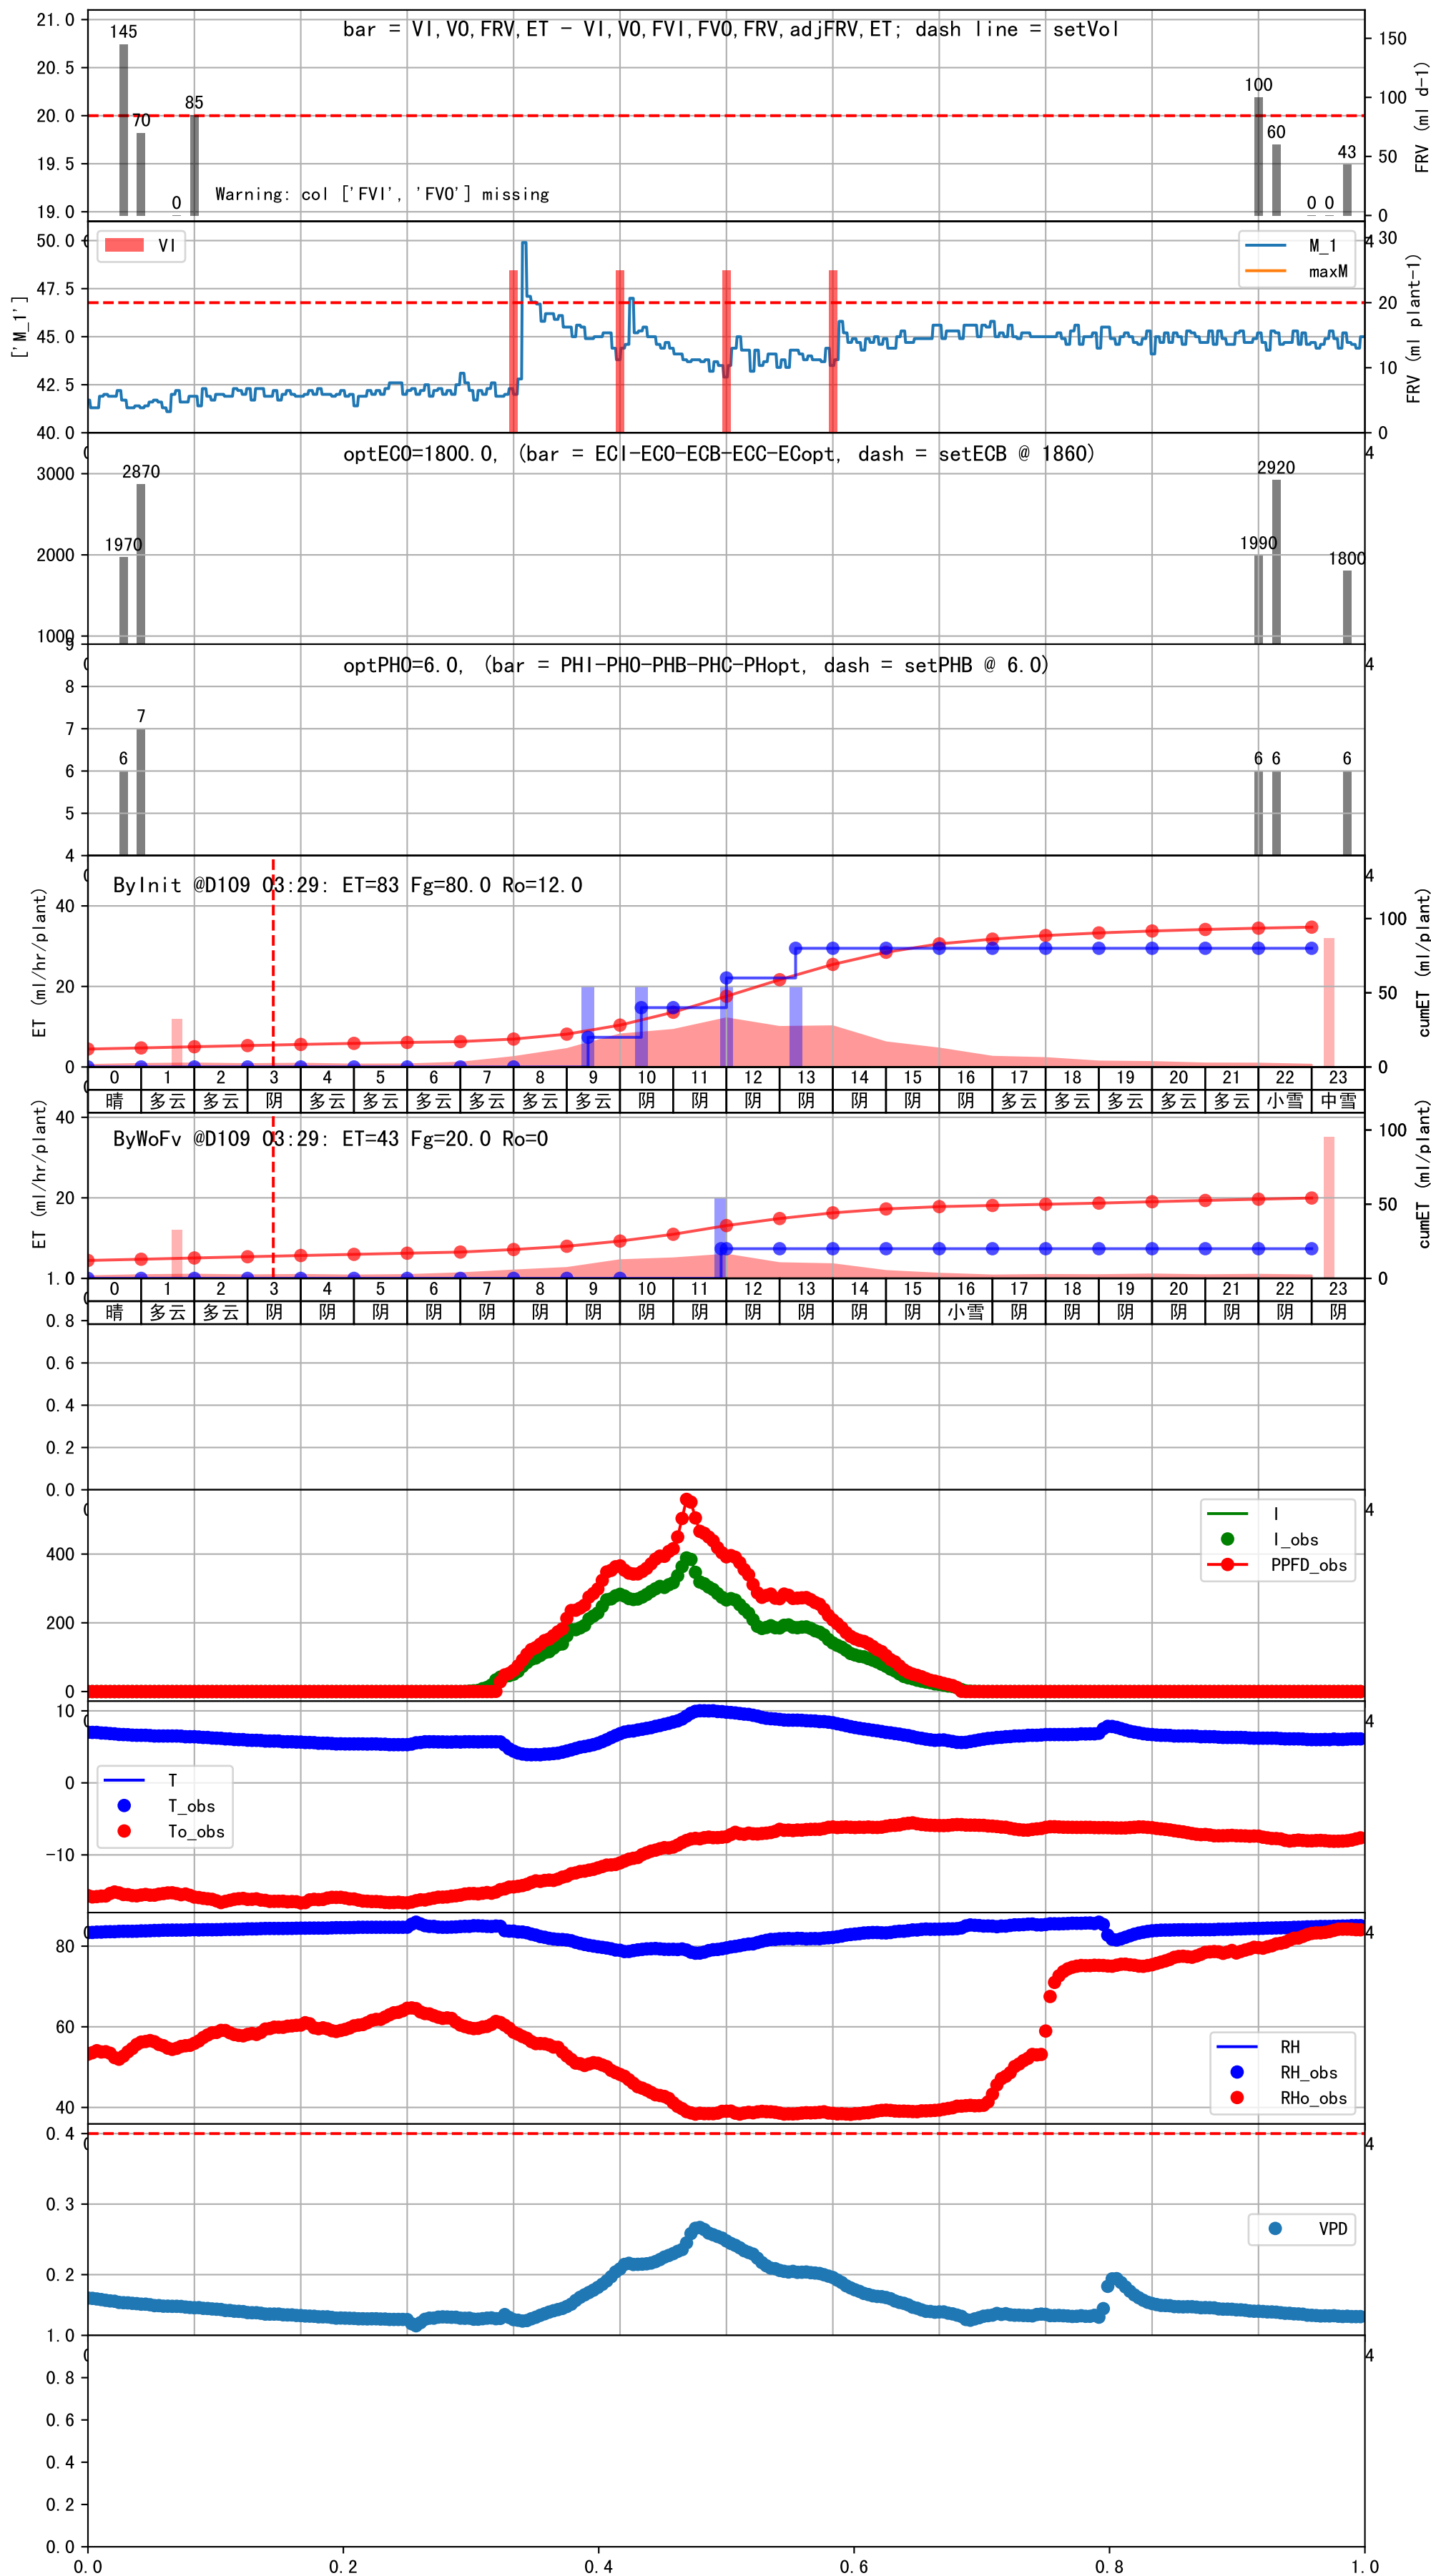 bar = VI,VO,FRV,ET - VI,VO,FVI,FVO,FRV,adjFRV,ET; dash line = setVol
21.0
20.5
20.0
19.5
19.0
145
70
0
85
100
60
0
0
43
Warning: col ['FVI', 'FVO'] missing
150
100
50
0
FRV (ml d-1)
['M_1']
50.0
47.5
45.0
42.5
40.0
VI
M_1
maxM
30
20
10
0
FRV (ml plant-1)
4
optECO=1800.0, (bar = ECI-ECO-ECB-ECC-ECopt, dash = setECB @ 1860)
3000
2000
1000
1970
2870
1990
2920
1800
4
optPHO=6.0, (bar = PHI-PHO-PHB-PHC-PHopt, dash = setPHB @ 6.0)
9
8
7
6
5
4
6
7
6
6
6
4
ByInit @D109 03:29: ET=83 Fg=80.0 Ro=12.0
ET (ml/hr/plant)
40
20
0
100
50
0
cumET (ml/plant)
4
0 1 2 3 4 5 6 7 8 9 10 11 12 13 14 15 16 17 18 19 20 21 22 23
晴 多云 多云 阴 多云 多云 多云 多云 多云 多云 阴 阴 阴 阴 阴 阴 阴 多云 多云 多云 多云 多云 小雪 中雪
ByWoFv @D109 03:29: ET=43 Fg=20.0 Ro=0
ET (ml/hr/plant)
40
20
100
50
0
cumET (ml/plant)
0 1 2 3 4 5 6 7 8 9 10 11 12 13 14 15 16 17 18 19 20 21 22 23
晴 多云 多云 阴 阴 阴 阴 阴 阴 阴 阴 阴 阴 阴 阴 阴 小雪 阴 阴 阴 阴 阴 阴 阴
1.0
0.8
0.6
0.4
0.2
0.0
4
400
200
0
I
I_obs
PPFD_obs
4
10
0
-10
T
T_obs
To_obs
4
80
60
40
RH
RH_obs
RHo_obs
4
0.4
0.3
0.2
VPD
4
1.0
0.8
0.6
0.4
0.2
0.0
0.0 0.2 0.4 0.6 0.8 1.0